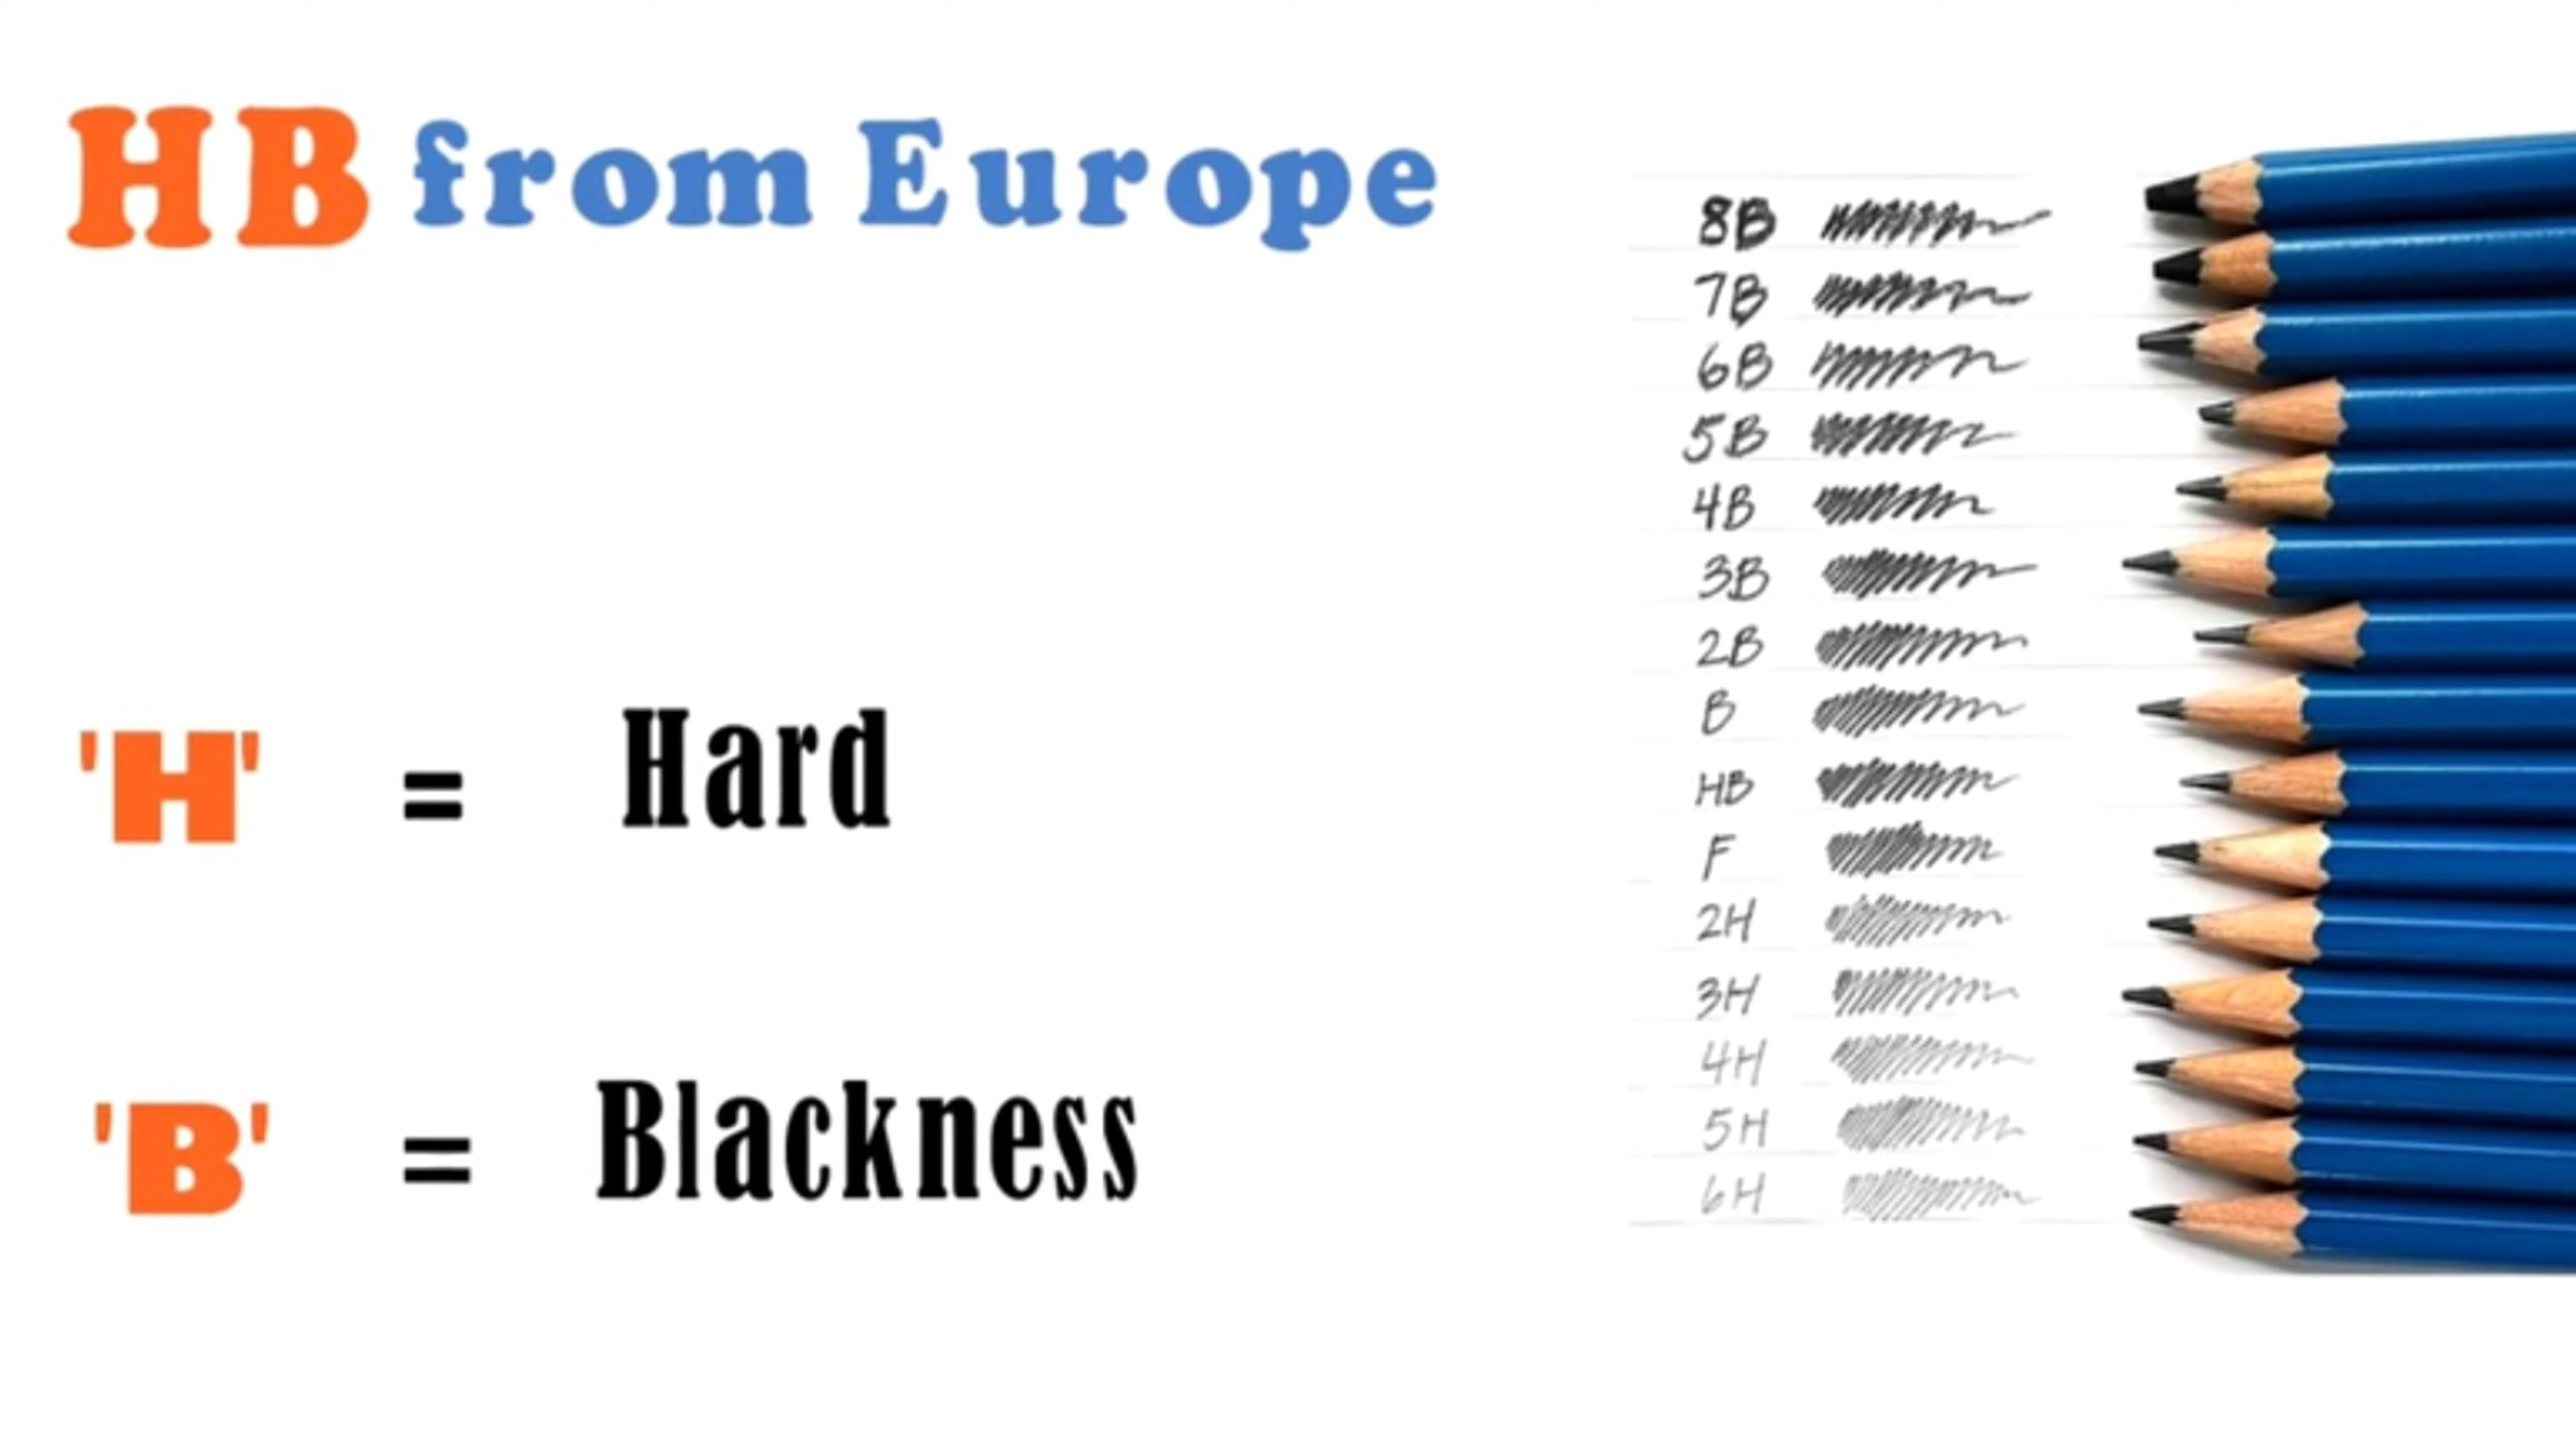 HB from Europe
'H' = Hard
'B' = Blackness
8B
7B
6B
5B
4B
3B
2B
B
HB
F
2H
3H
4H
5H
6H